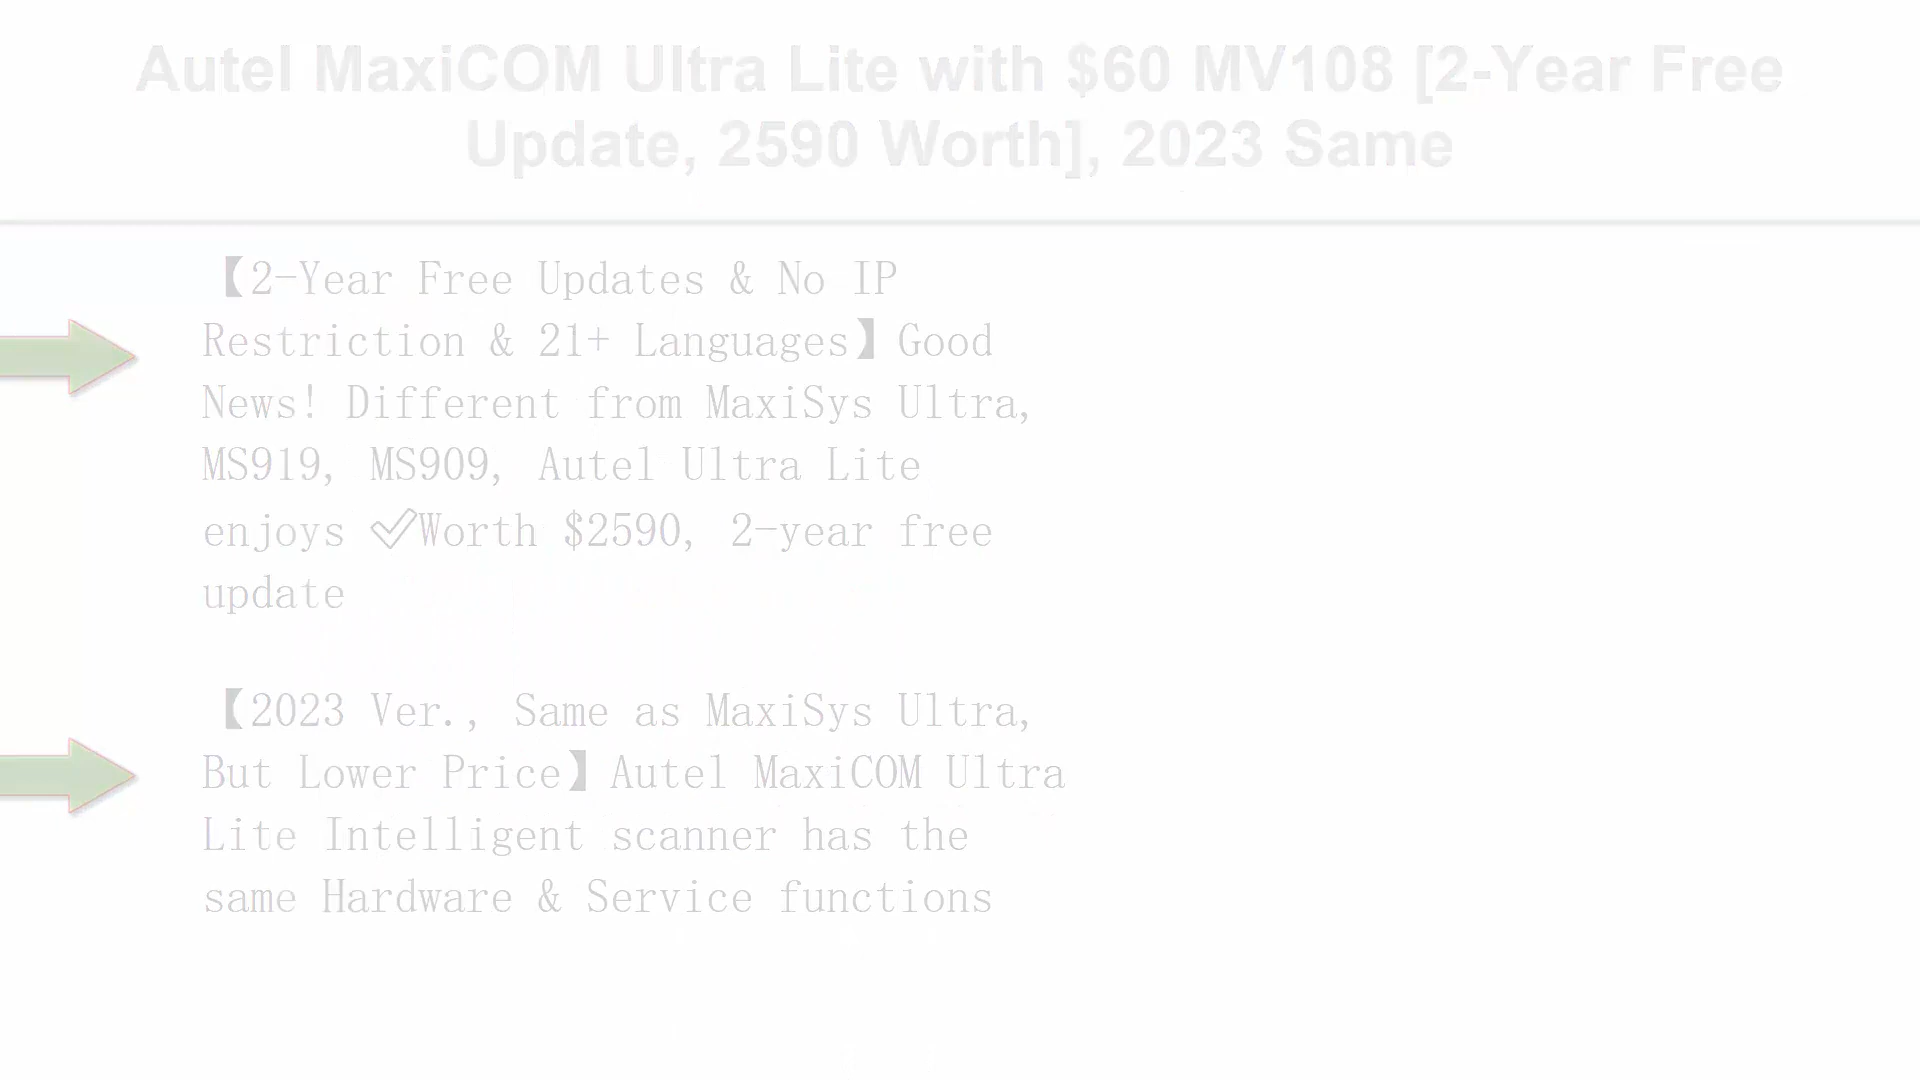 Autel MaxiCOM Ultra Lite with $60 MV108 [2-Year Free
Update, 2590 Worth], 2023 Same
【2-Year Free Updates & No IP
Restriction & 21+ Languages】Good
News! Different from MaxiSys Ultra,
MS919, MS909, Autel Ultra Lite
enjoys ✅Worth $2590, 2-year free
update
【2023 Ver., Same as MaxiSys Ultra,
But Lower Price】Autel MaxiCOM Ultra
Lite Intelligent scanner has the
same Hardware & Service functions